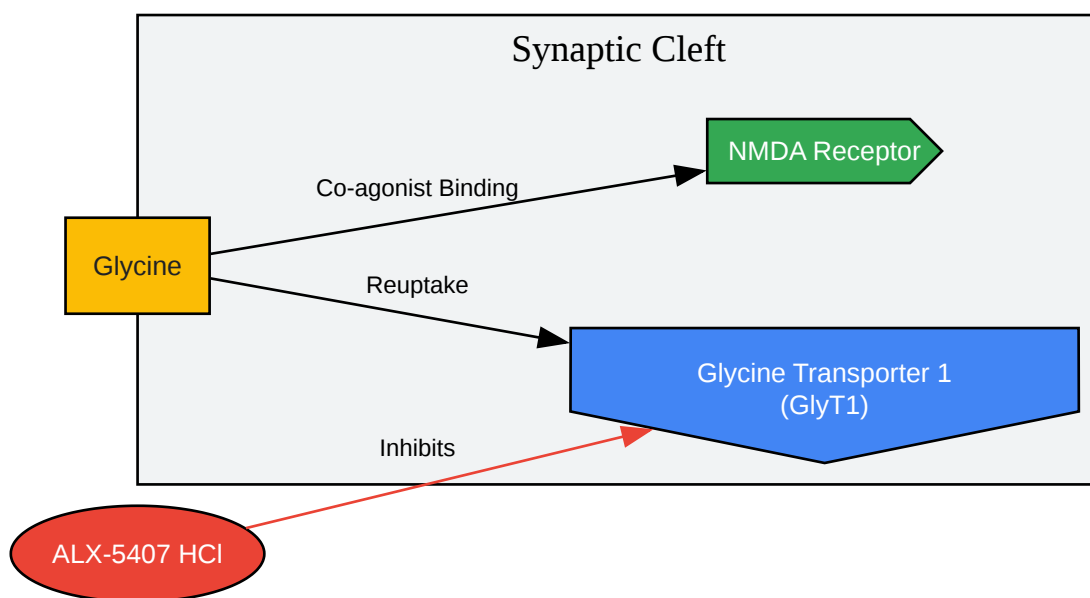 Synaptic Cleft
NMDA Receptor
Co-agonist Binding
Glycine
Reuptake
Glycine Transporter 1
(GlyT1)
Inhibits
ALX-5407 HCl